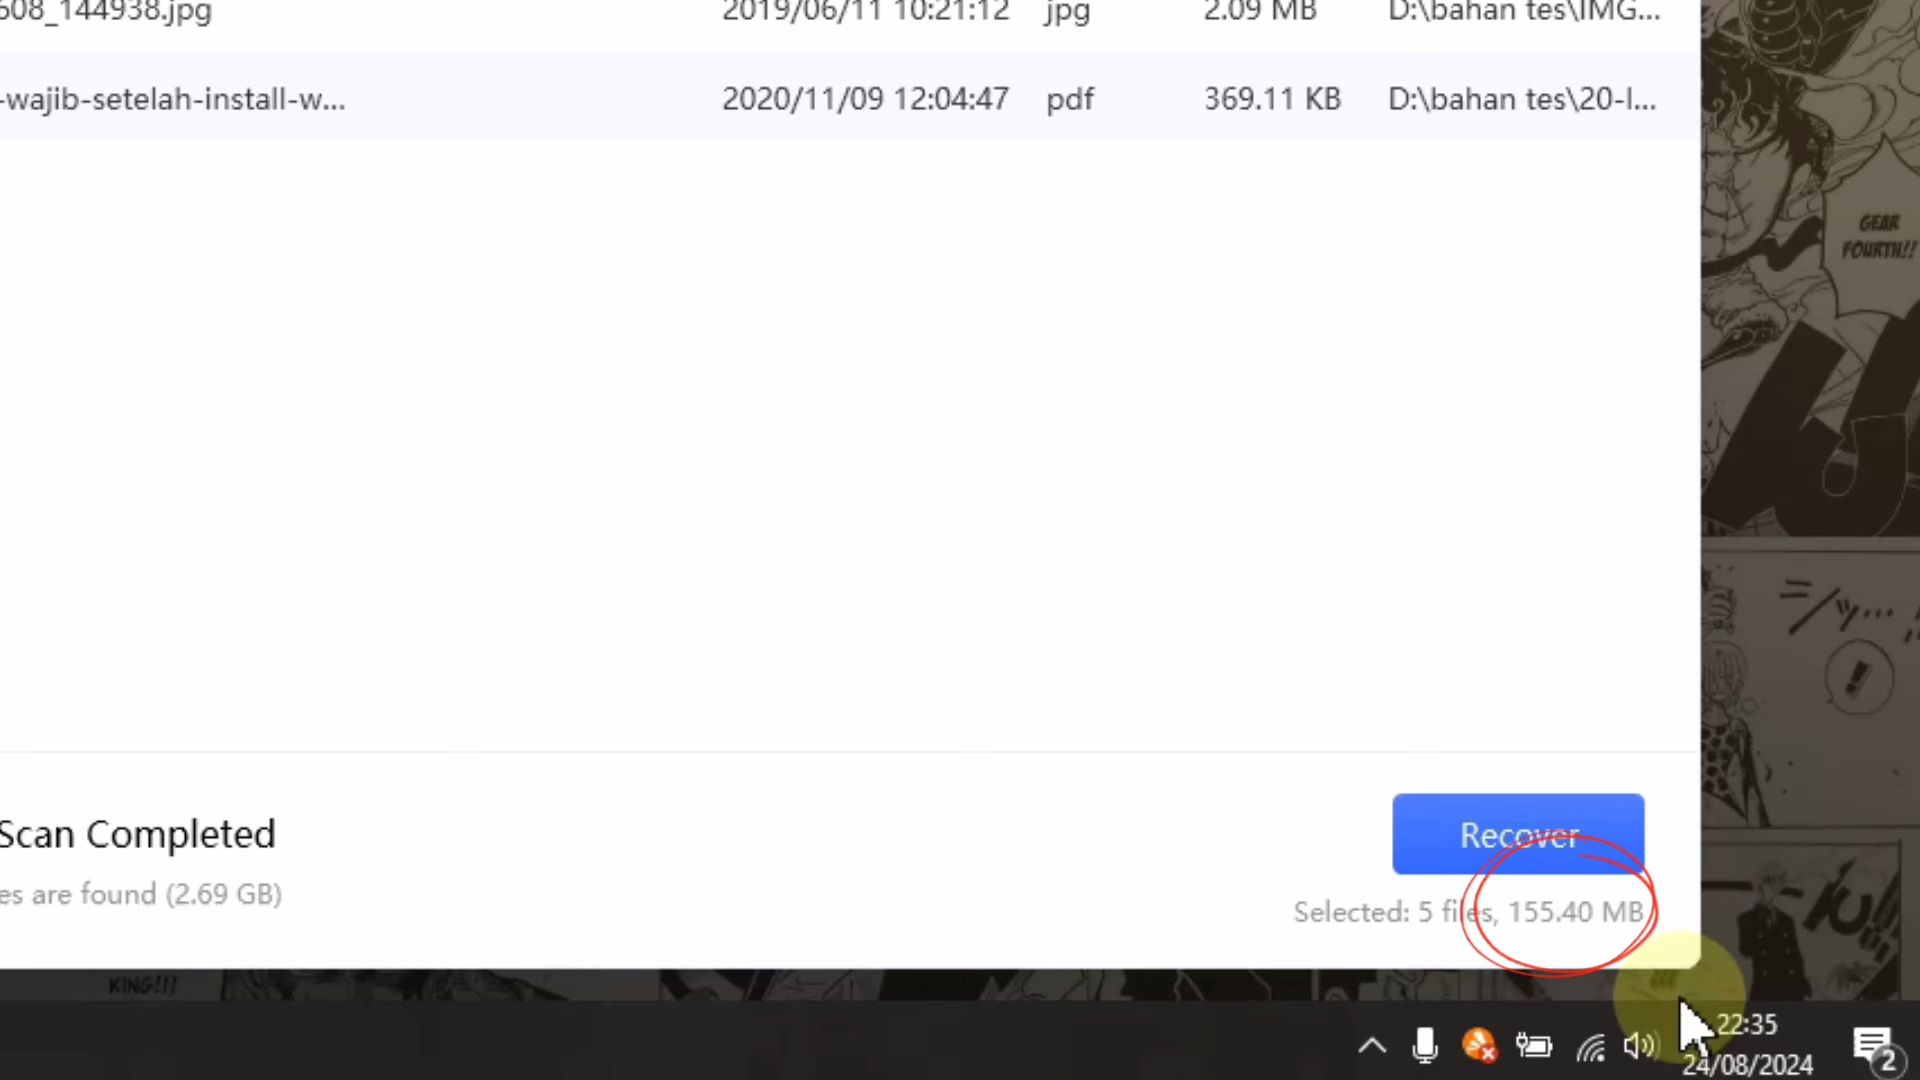 608_144938.jpg 2019/06/11 10:21:12 jpg 2.09 MB D:\bahan tes\IMG...
-wajib-setelah-install-w... 2020/11/09 12:04:47 pdf 369.11 KB D:\bahan tes\20-l...
GEAR
FOURTH!!
Scan Completed
Recover
es are found (2.69 GB)
Selected: 5 files, 155.40 MB
KING!!!
22:35
24/08/2024
2